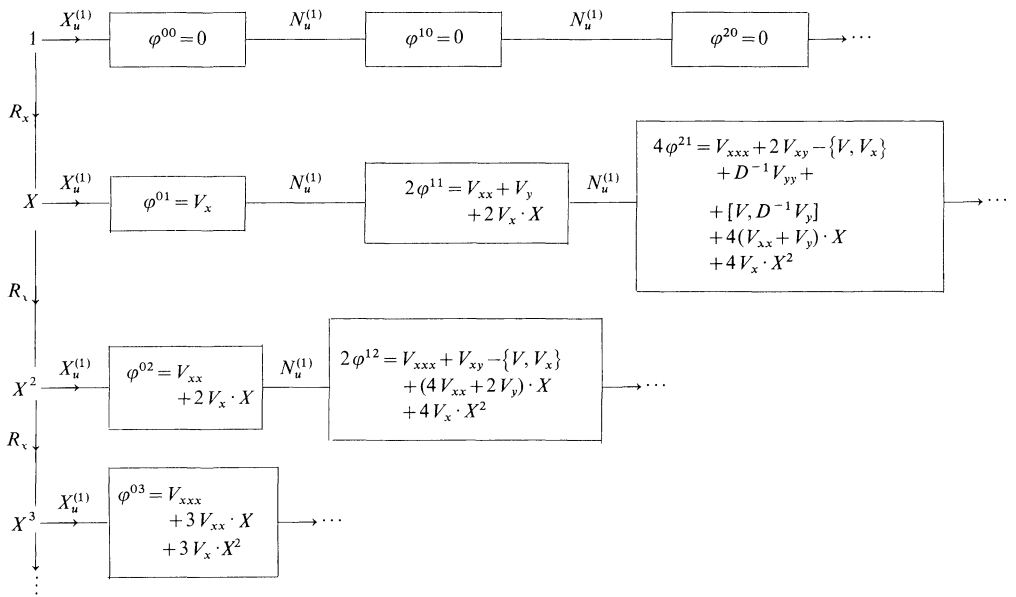 1 X_u^{(1)} φ^{00} = 0 N_u^{(1)} φ^{10} = 0 N_u^{(1)} φ^{20} = 0 ⋯
R_x
X X_u^{(1)} φ^{01} = V_x N_u^{(1)} 2φ^{11} = V_{xx} + V_y
+ 2V_x · X
N_u^{(1)} 4φ^{21} = V_{xxx} + 2V_{xy} − {V, V_x}
+ D^{-1}V_{yy} +
+ [V, D^{-1}V_y]
+ 4(V_{xx} + V_y) · X
+ 4V_x · X^2
⋯
R_x
X^2 X_u^{(1)} φ^{02} = V_{xx}
+ 2V_x · X
N_u^{(1)} 2φ^{12} = V_{xxx} + V_{xy} − {V, V_x}
+ (4V_{xx} + 2V_y) · X
+ 4V_x · X^2
⋯
R_x
X^3 X_u^{(1)} φ^{03} = V_{xxx}
+ 3V_{xx} · X
+ 3V_x · X^2
⋯
⋮